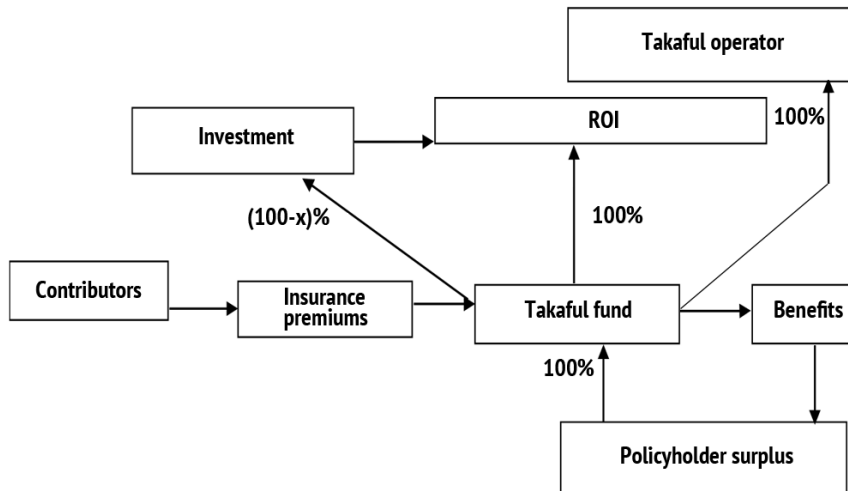 Takaful operator
100%
ROI
Investment
(100-x)%
100%
Contributors
Insurance
premiums
Takaful fund
Benefits
100%
Policyholder surplus